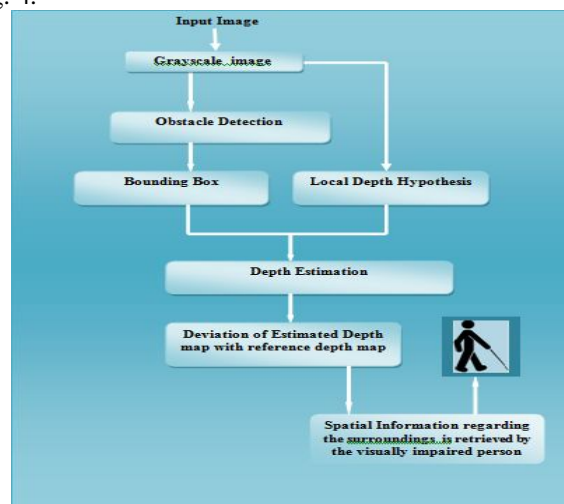 Input Image
Grayscale image
Obstacle Detection
Bounding Box
Local Depth Hypothesis
Depth Estimation
Deviation of Estimated Depth
map with reference depth map
Spatial Information regarding
the surroundings is retrieved by
the visually impaired person